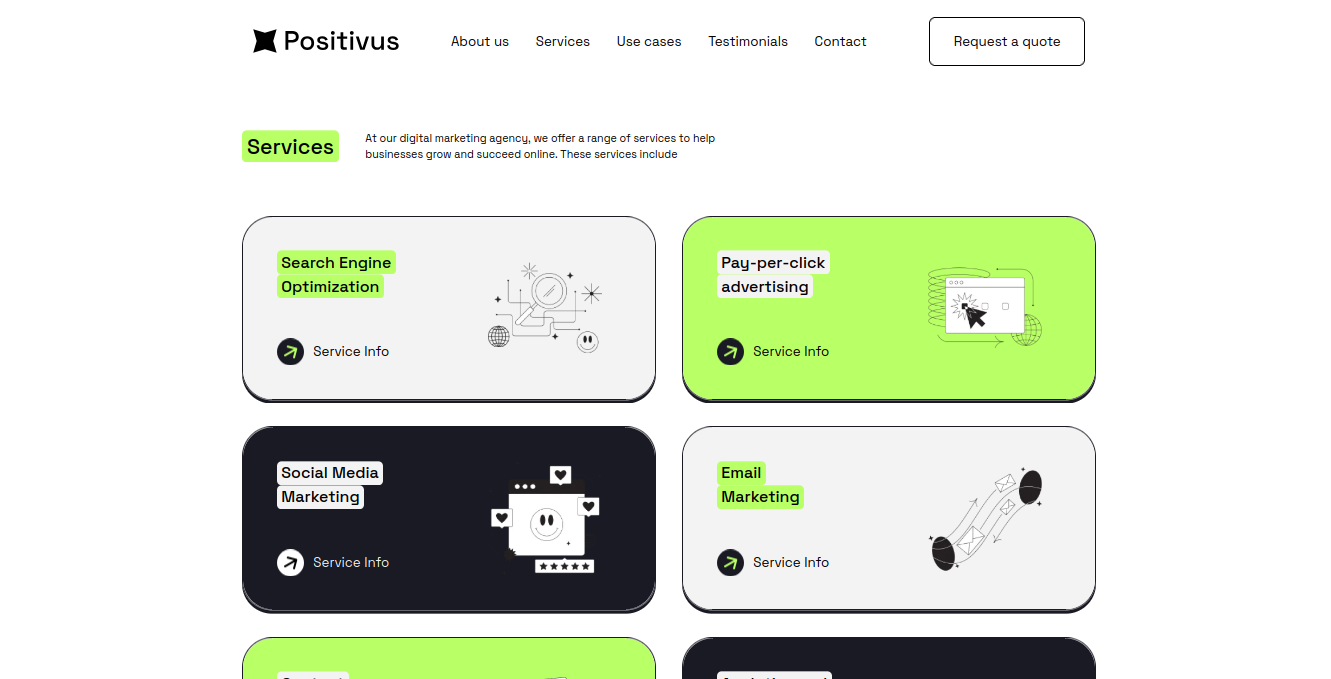 Positivus
About us
Services
Use cases
Testimonials
Contact
Request a quote
Services
At our digital marketing agency, we offer a range of services to help
businesses grow and succeed online. These services include
Search Engine
Optimization
Service Info
Pay-per-click
advertising
Service Info
Social Media
Marketing
Service Info
Email
Marketing
Service Info